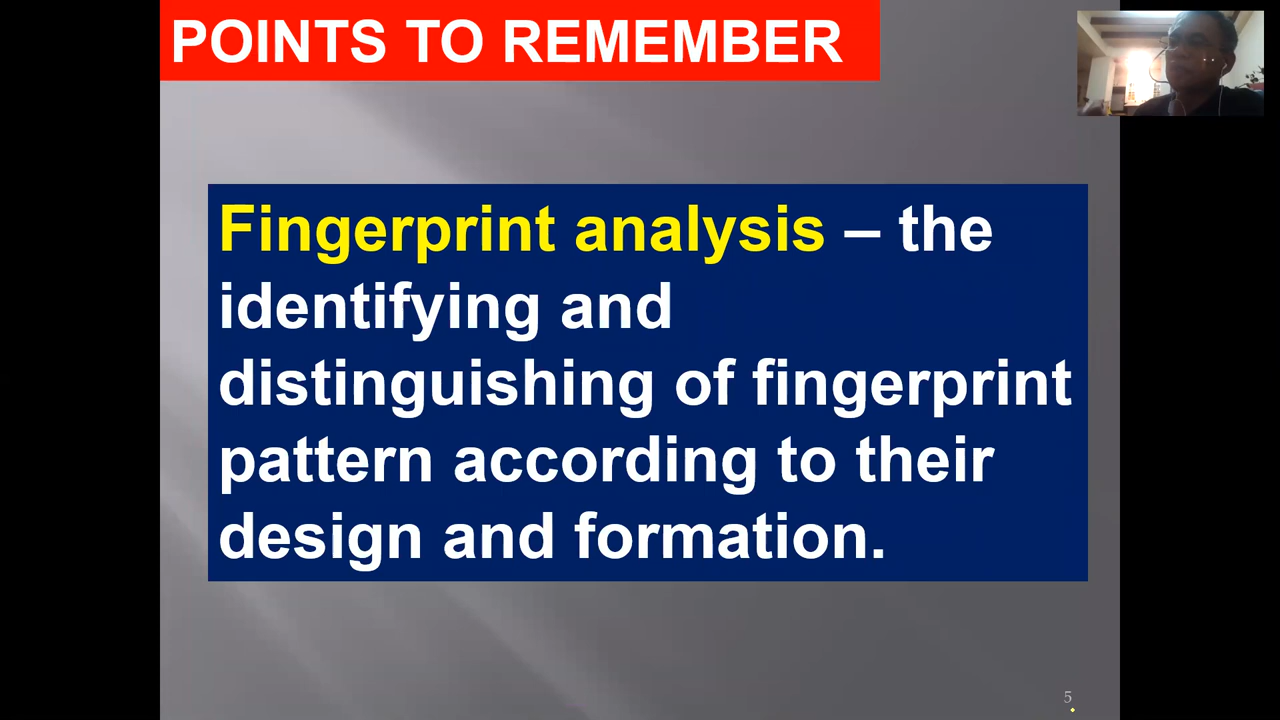 POINTS TO REMEMBER
Fingerprint analysis – the
identifying and
distinguishing of fingerprint
pattern according to their
design and formation.
5